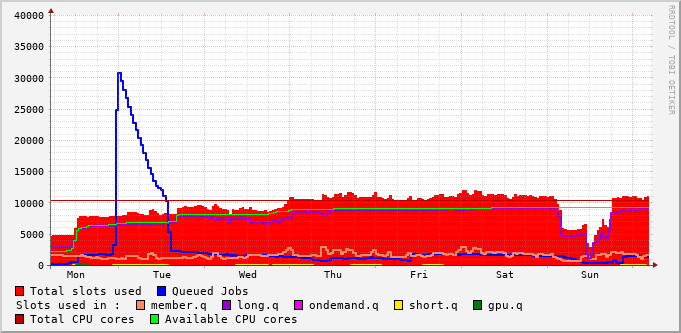 RRDTOOL / TOBI OETIKER
40000
35000
30000
25000
20000
15000
10000
5000
0
Mon Tue Wed Thu Fri Sat Sun
Total slots used Queued Jobs
Slots used in : member.q long.q ondemand.q short.q gpu.q
Total CPU cores Available CPU cores